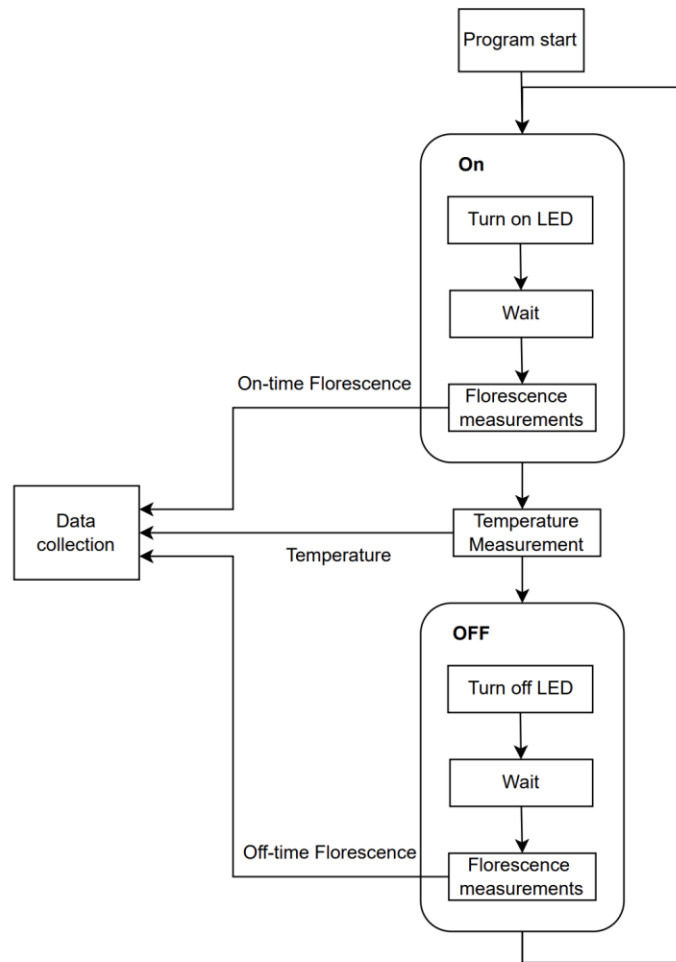 Program start
On
Turn on LED
Wait
On-time Florescence
Florescence
measurements
Data
collection
Temperature
Measurement
Temperature
OFF
Turn off LED
Wait
Off-time Florescence
Florescence
measurements